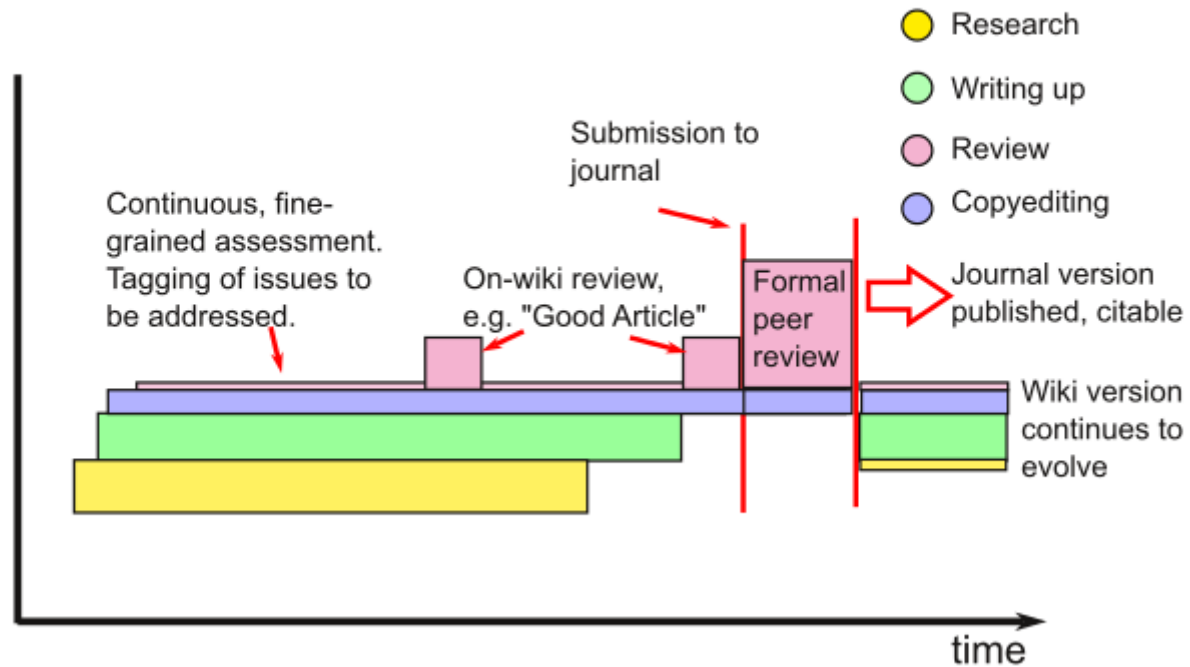 Research
Writing up
Review
Copyediting
Submission to
journal
Continuous, fine-
grained assessment.
Tagging of issues to
be addressed.
On-wiki review,
e.g. "Good Article"
Formal
peer
review
Journal version
published, citable
Wiki version
continues to
evolve
time